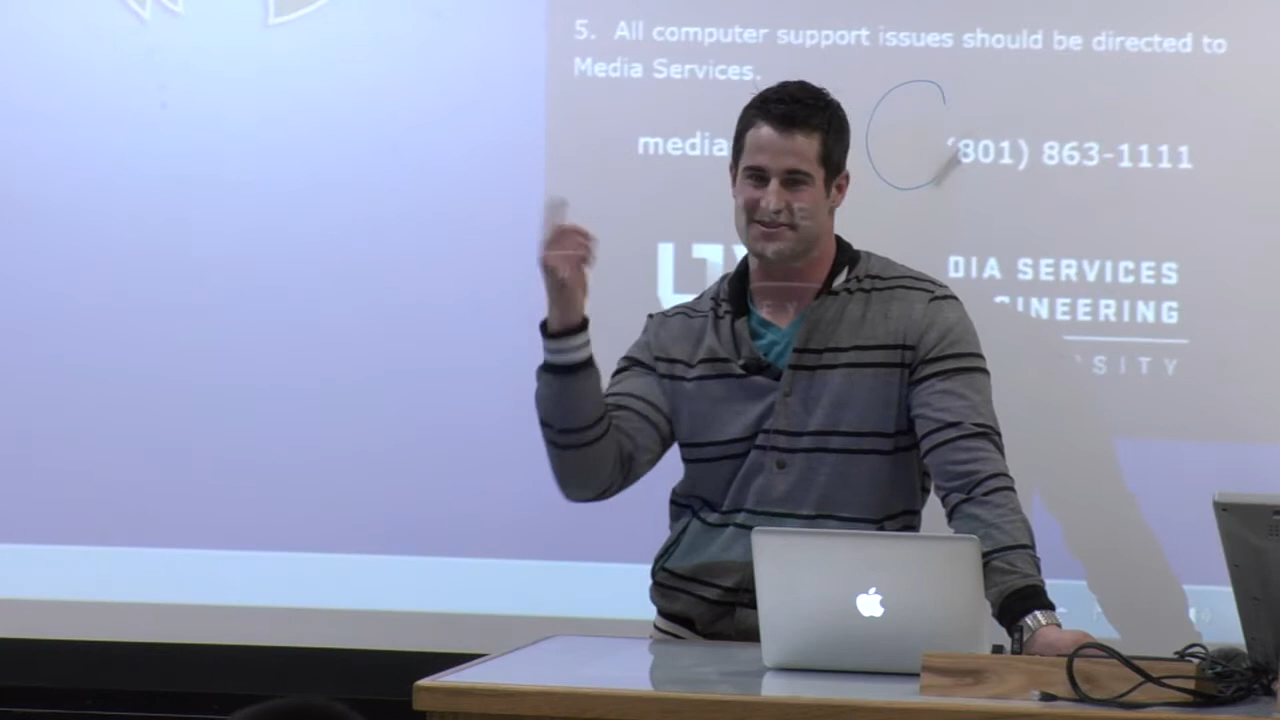 5. All computer support issues should be directed to
Media Services.
media
(801) 863-1111
DIA SERVICES
INEERING
SITY